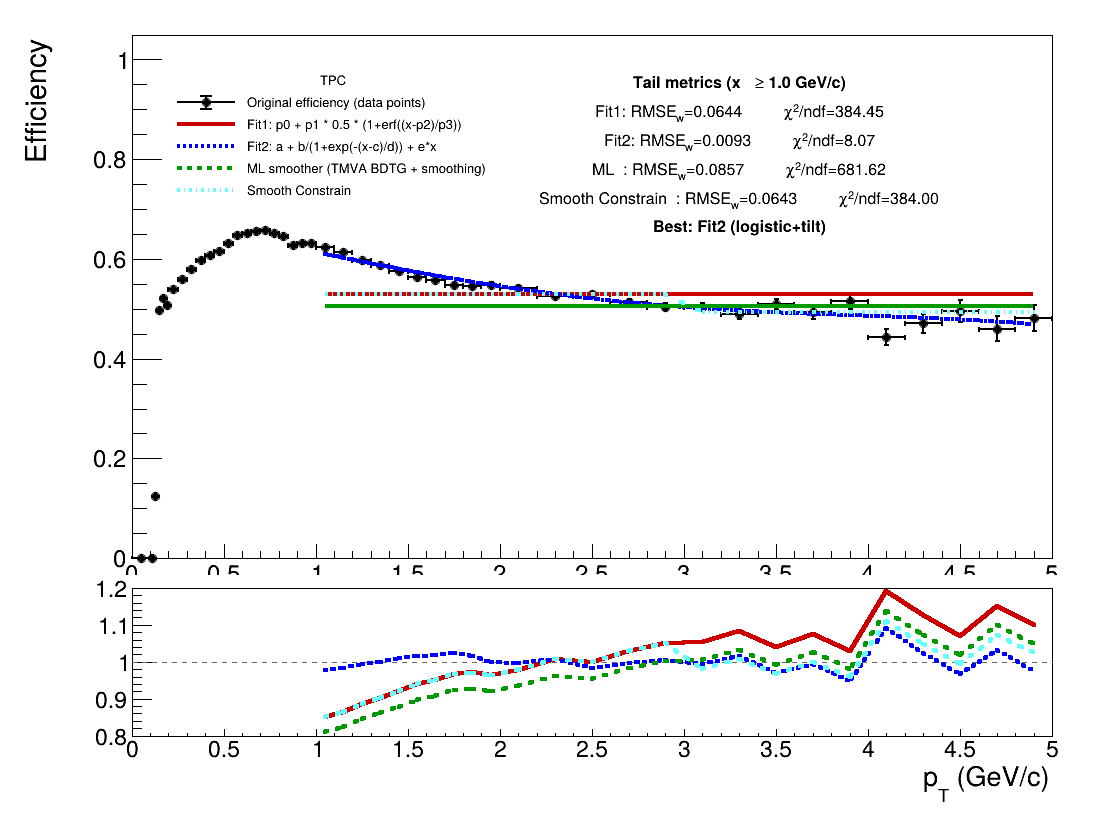 Efficiency
1
0.8
0.6
0.4
0.2
0
TPC
Original efficiency (data points)
Fit1: p0 + p1 * 0.5 * (1+erf((x-p2)/p3))
Fit2: a + b/(1+exp(-(x-c)/d)) + e*x
ML smoother (TMVA BDTG + smoothing)
Smooth Constrain
Tail metrics (x ≥ 1.0 GeV/c)
Fit1: RMSE_w=0.0644 χ²/ndf=384.45
Fit2: RMSE_w=0.0093 χ²/ndf=8.07
ML : RMSE_w=0.0857 χ²/ndf=681.62
Smooth Constrain : RMSE_w=0.0643 χ²/ndf=384.00
Best: Fit2 (logistic+tilt)
0 0.5 1 1.5 2 2.5 3 3.5 4 4.5 5
1.2
1.1
1
0.9
0.8
0 0.5 1 1.5 2 2.5 3 3.5 4 4.5 5
p_T (GeV/c)